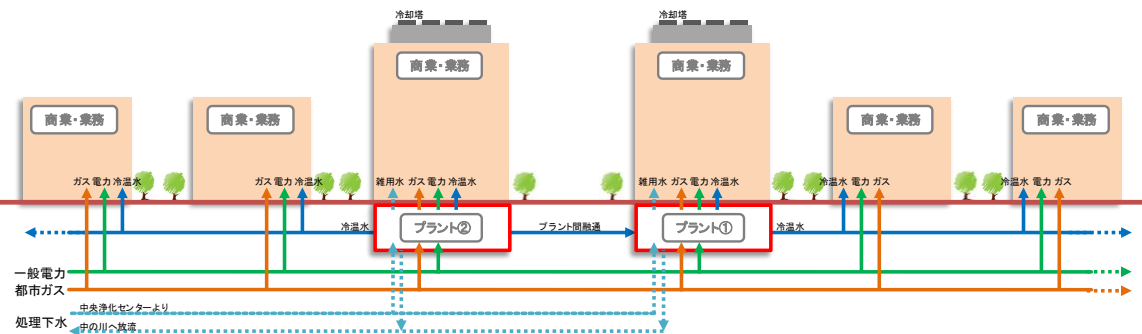 冷却塔
冷却塔
商業・業務
商業・業務
商業・業務
商業・業務
商業・業務
商業・業務
ガス 電力 冷温水
ガス 電力 冷温水
雑用水 ガス 電力 冷温水
雑用水 ガス 電力 冷温水
冷温水 電力 ガス
冷温水 電力 ガス
冷温水
プラント②
プラント間融通
プラント①
冷温水
一般電力
都市ガス
中央浄化センターより
処理下水
中の川へ放流